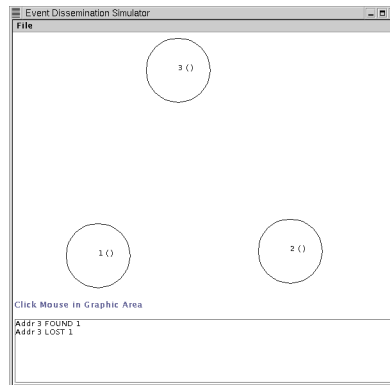 Event Dissemination Simulator
File
3 ()
1 ()
2 ()
Click Mouse in Graphic Area
Addr 3 FOUND 1
Addr 3 LOST 1